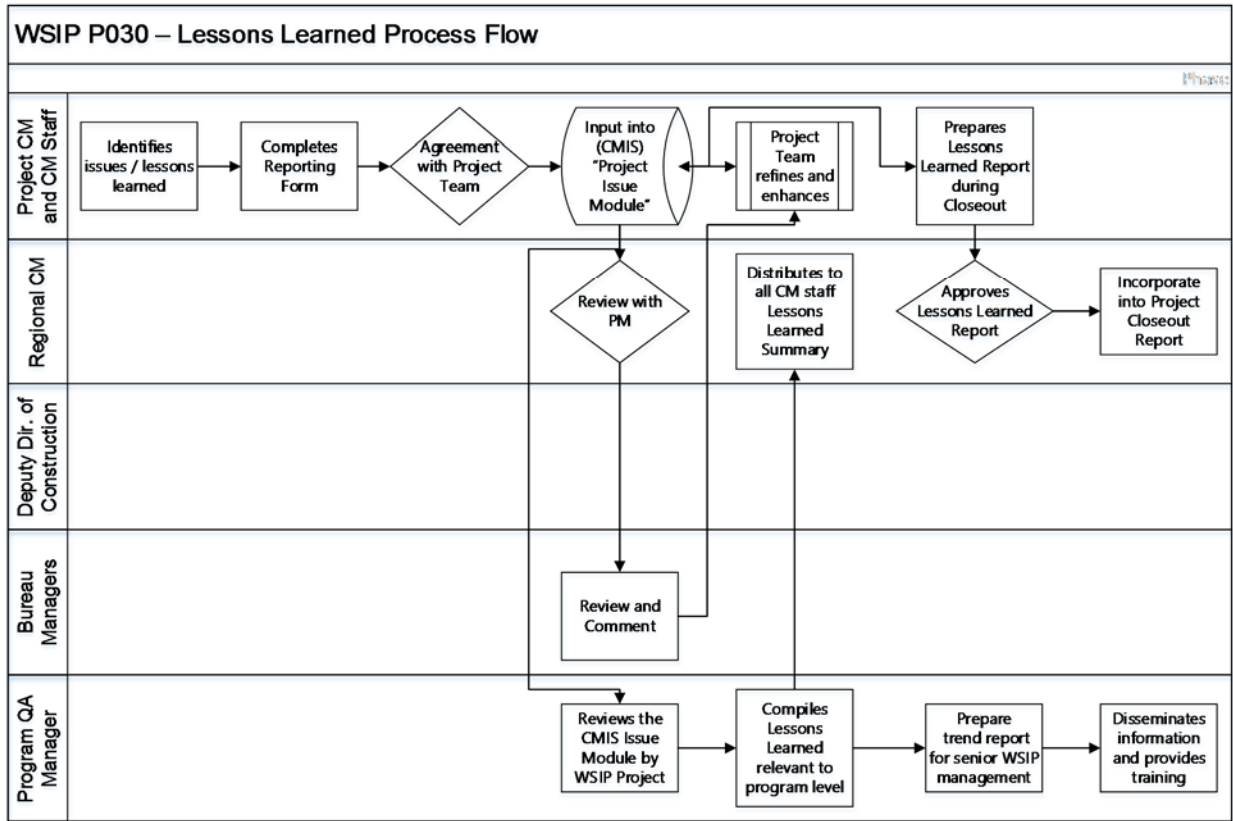 WSIP P030 – Lessons Learned Process Flow
Phase
Project CM
and CM Staff
Identifies
issues / lessons
learned
Completes
Reporting
Form
Agreement
with Project
Team
Input into
(CMIS)
“Project
Issue
Module”
Project
Team
refines and
enhances
Prepares
Lessons
Learned Report
during
Closeout
Regional CM
Review with
PM
Distributes to
all CM staff
Lessons
Learned
Summary
Approves
Lessons Learned
Report
Incorporate
into Project
Closeout
Report
Deputy Dir. of
Construction
Bureau
Managers
Review and
Comment
Program QA
Manager
Reviews the
CMIS Issue
Module by
WSIP Project
Compiles
Lessons
Learned
relevant to
program level
Prepare
trend report
for senior WSIP
management
Disseminates
information
and provides
training